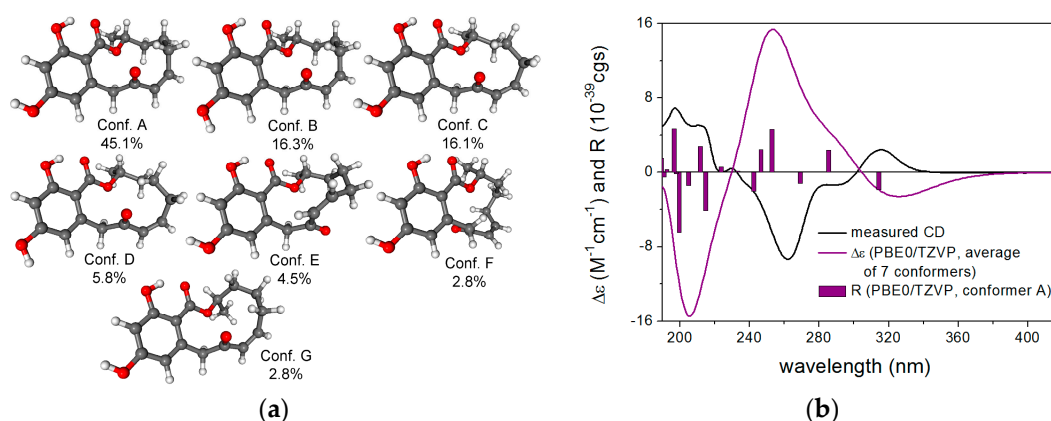 OH
O
Conf. A
45.1%
Conf. B
16.3%
Conf. C
16.1%
Conf. D
5.8%
Conf. E
4.5%
Conf. F
2.8%
Conf. G
2.8%
(a)
16
8
0
-8
-16
Δε (M⁻¹cm⁻¹) and R (10⁻³⁹cgs)
measured CD
Δε (PBE0/TZVP, average
of 7 conformers)
R (PBE0/TZVP, conformer A)
200 240 280 320 360 400
wavelength (nm)
(b)